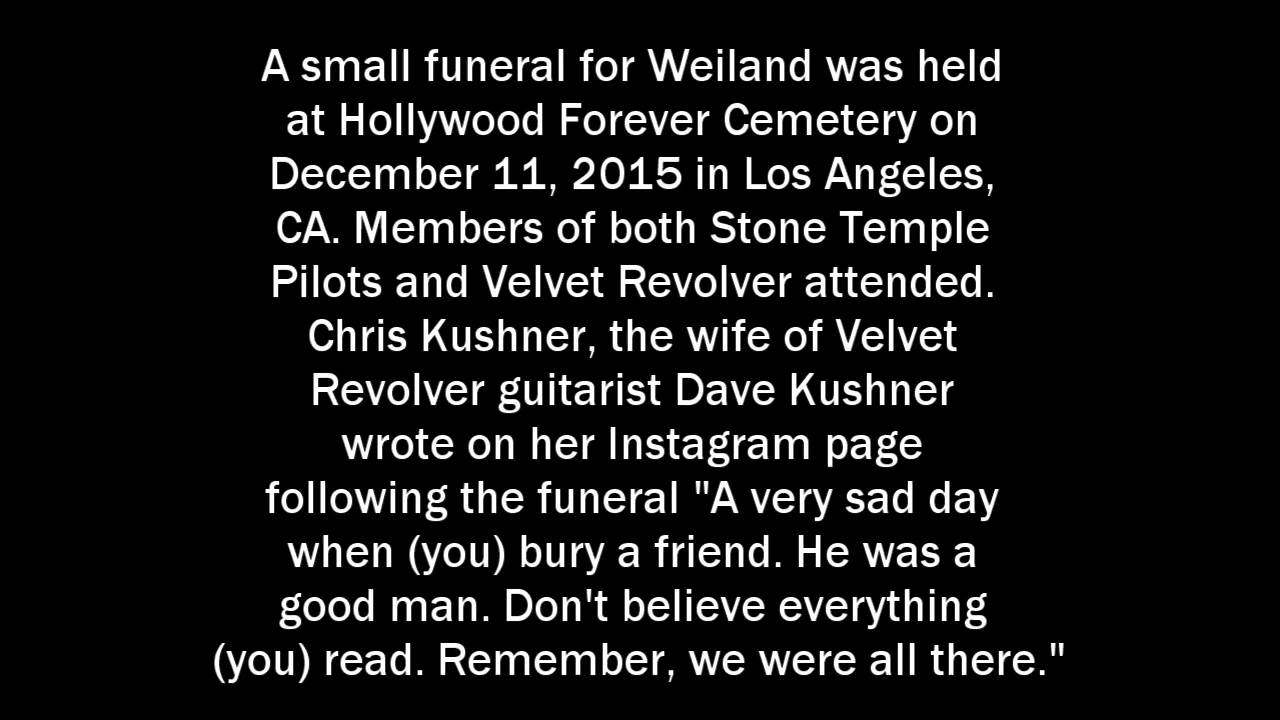 A small funeral for Weiland was held
at Hollywood Forever Cemetery on
December 11, 2015 in Los Angeles,
CA. Members of both Stone Temple
Pilots and Velvet Revolver attended.
Chris Kushner, the wife of Velvet
Revolver guitarist Dave Kushner
wrote on her Instagram page
following the funeral "A very sad day
when (you) bury a friend. He was a
good man. Don't believe everything
(you) read. Remember, we were all there."